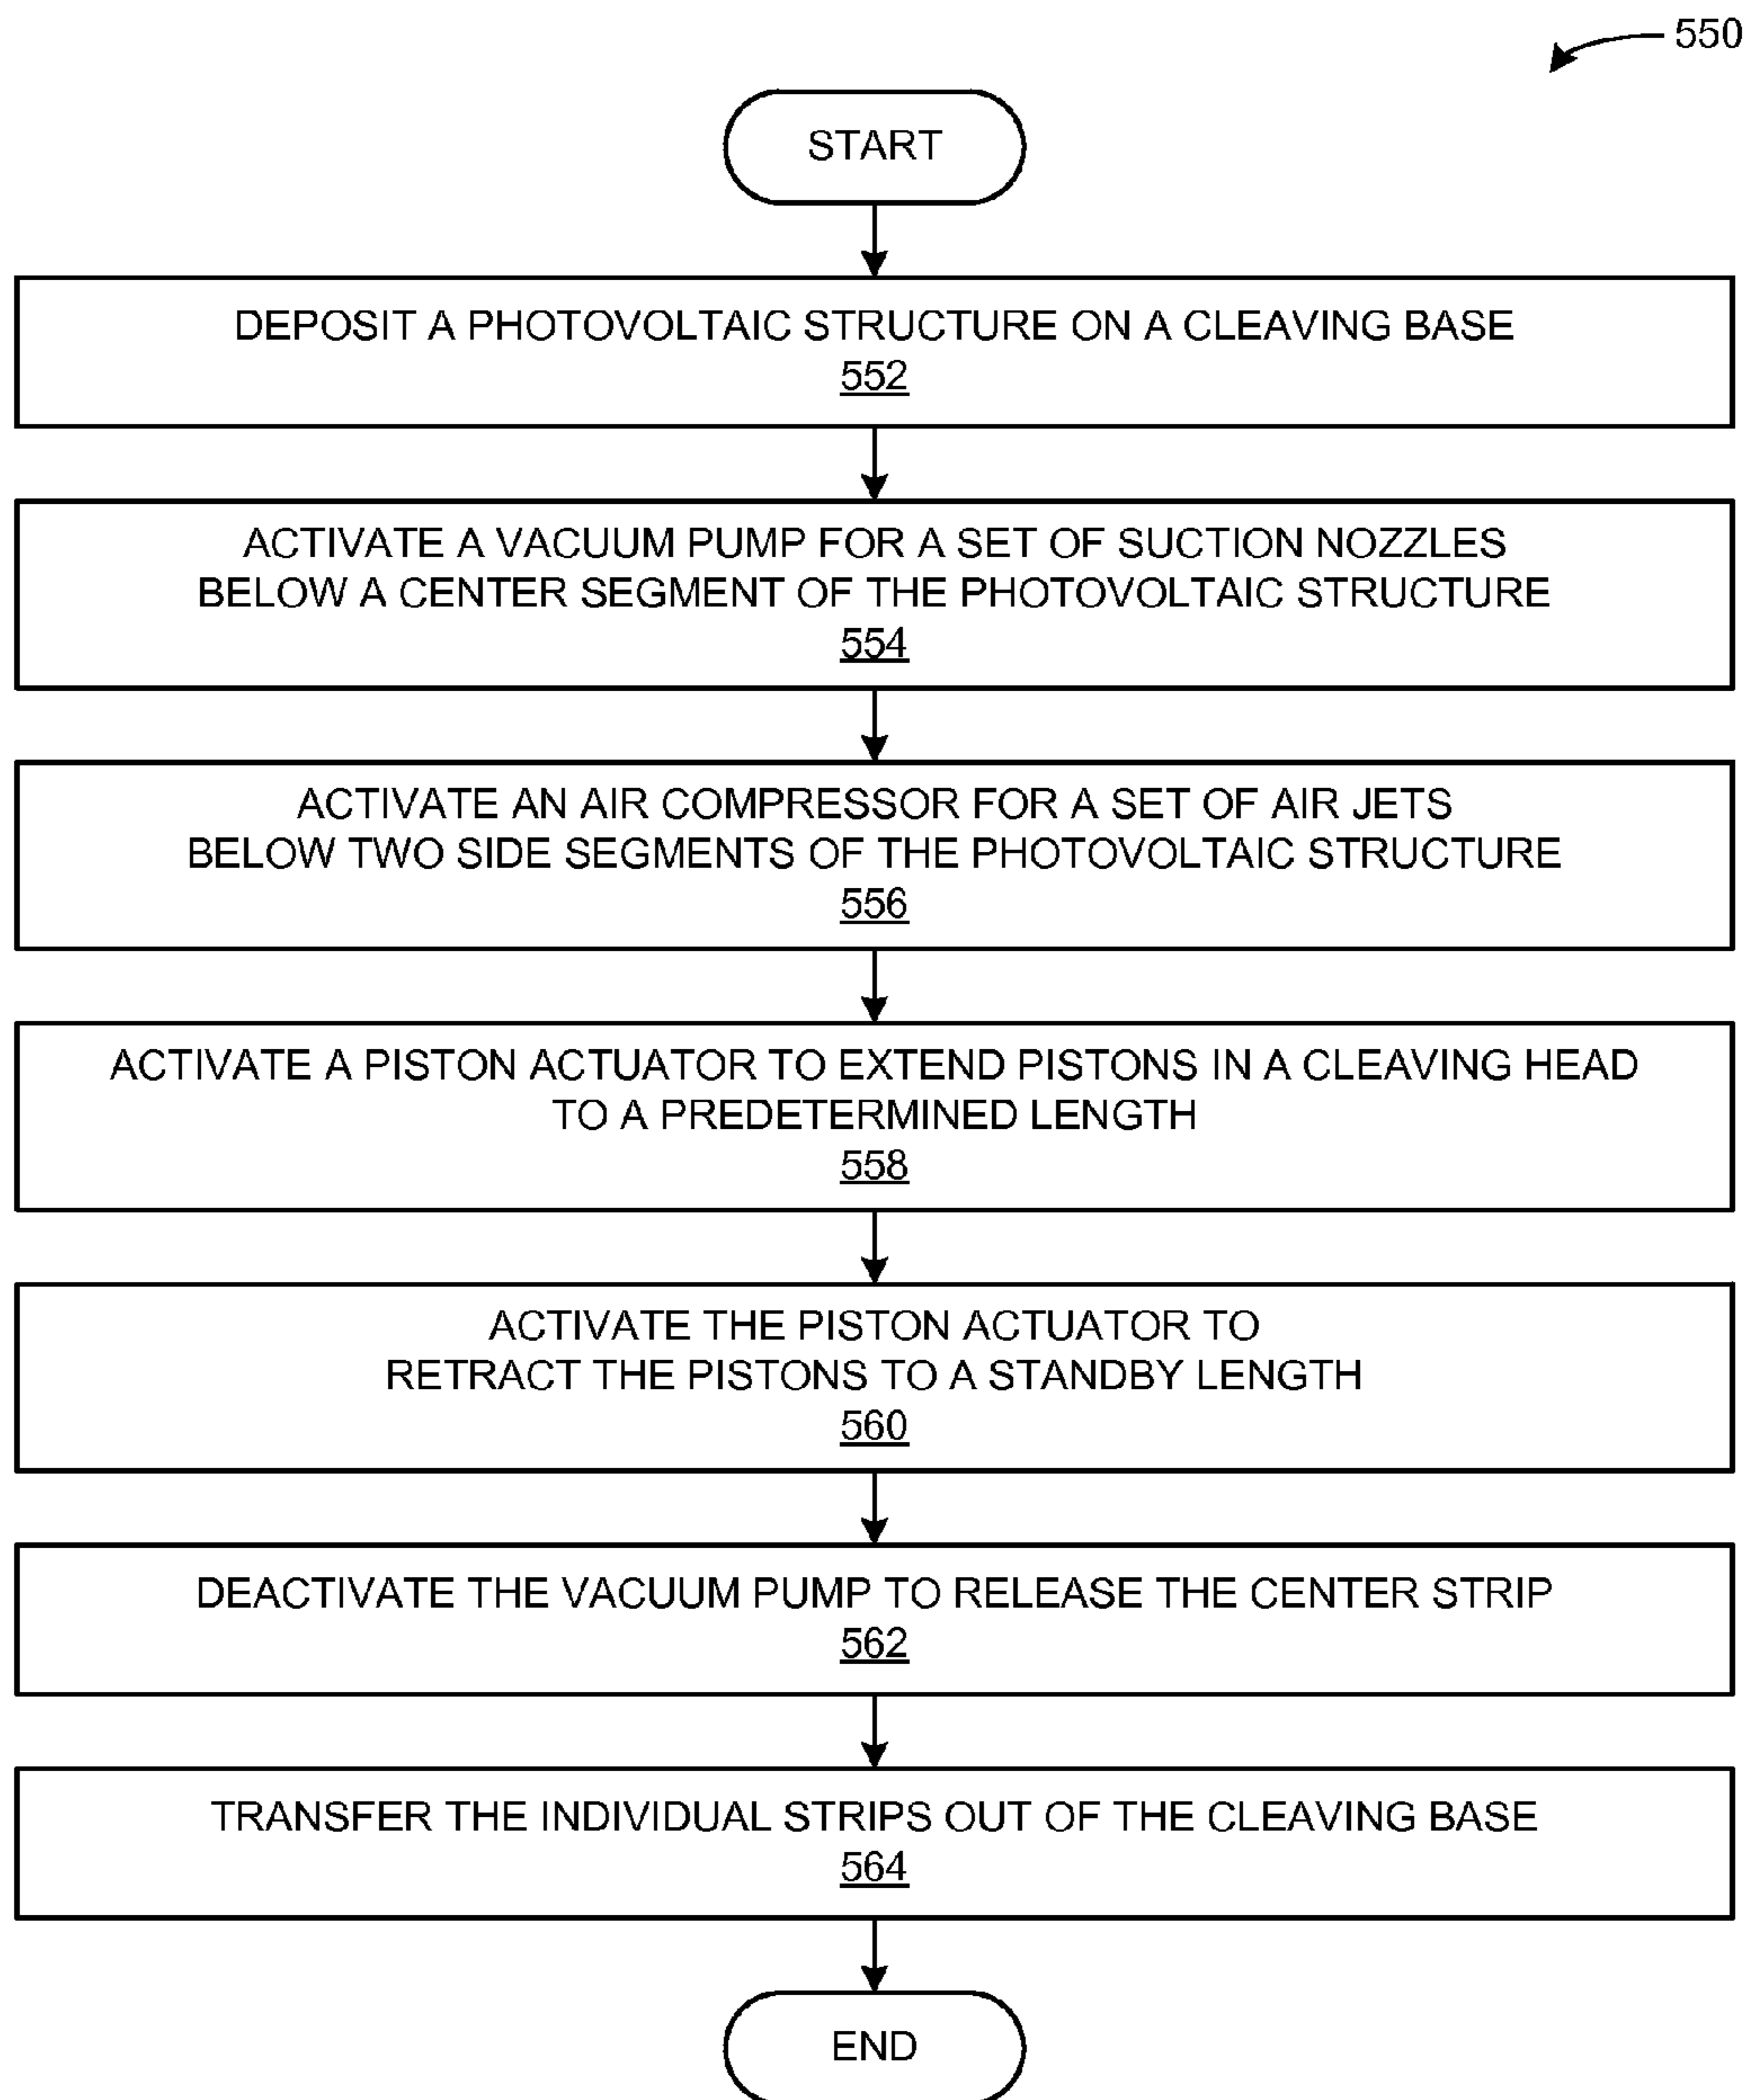 550
START
DEPOSIT A PHOTOVOLTAIC STRUCTURE ON A CLEAVING BASE
552
ACTIVATE A VACUUM PUMP FOR A SET OF SUCTION NOZZLES
BELOW A CENTER SEGMENT OF THE PHOTOVOLTAIC STRUCTURE
554
ACTIVATE AN AIR COMPRESSOR FOR A SET OF AIR JETS
BELOW TWO SIDE SEGMENTS OF THE PHOTOVOLTAIC STRUCTURE
556
ACTIVATE A PISTON ACTUATOR TO EXTEND PISTONS IN A CLEAVING HEAD
TO A PREDETERMINED LENGTH
558
ACTIVATE THE PISTON ACTUATOR TO
RETRACT THE PISTONS TO A STANDBY LENGTH
560
DEACTIVATE THE VACUUM PUMP TO RELEASE THE CENTER STRIP
562
TRANSFER THE INDIVIDUAL STRIPS OUT OF THE CLEAVING BASE
564
END